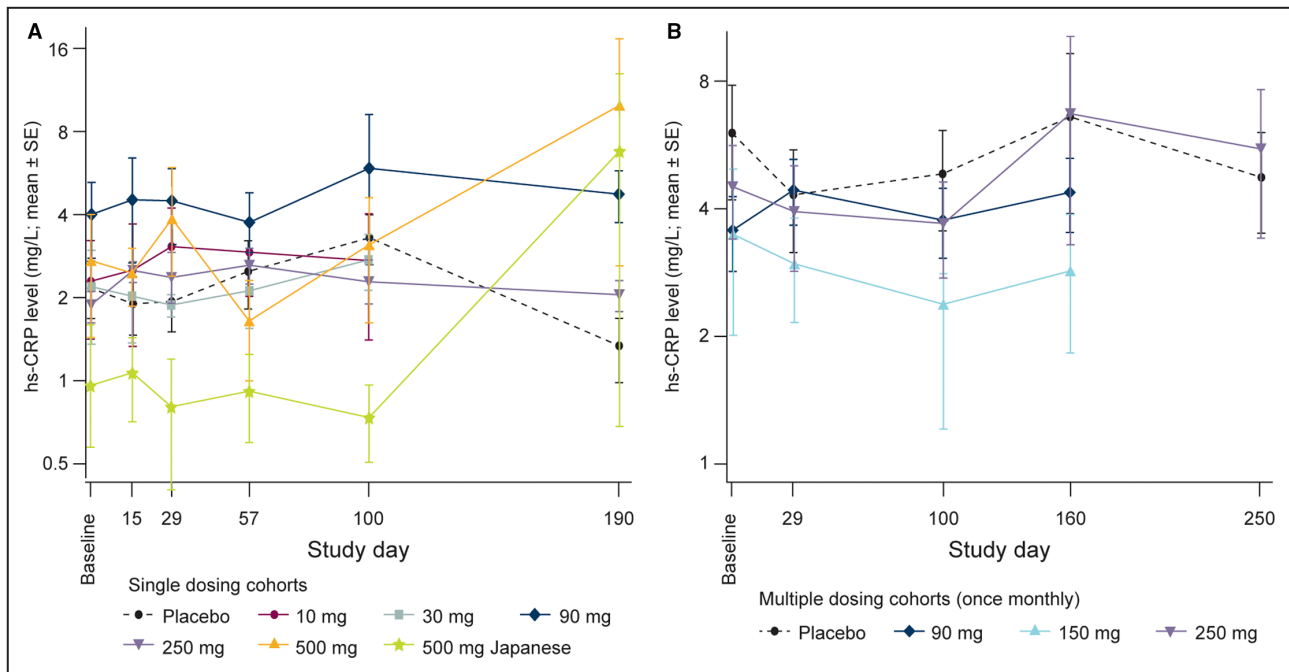 A
hs-CRP level (mg/L; mean ± SE)
16
8
4
2
1
0.5
Baseline
15
29
57
100
190
Study day
Single dosing cohorts
Placebo
10 mg
30 mg
90 mg
250 mg
500 mg
500 mg Japanese
B
hs-CRP level (mg/L; mean ± SE)
8
4
2
1
Baseline
29
100
160
250
Study day
Multiple dosing cohorts (once monthly)
Placebo
90 mg
150 mg
250 mg